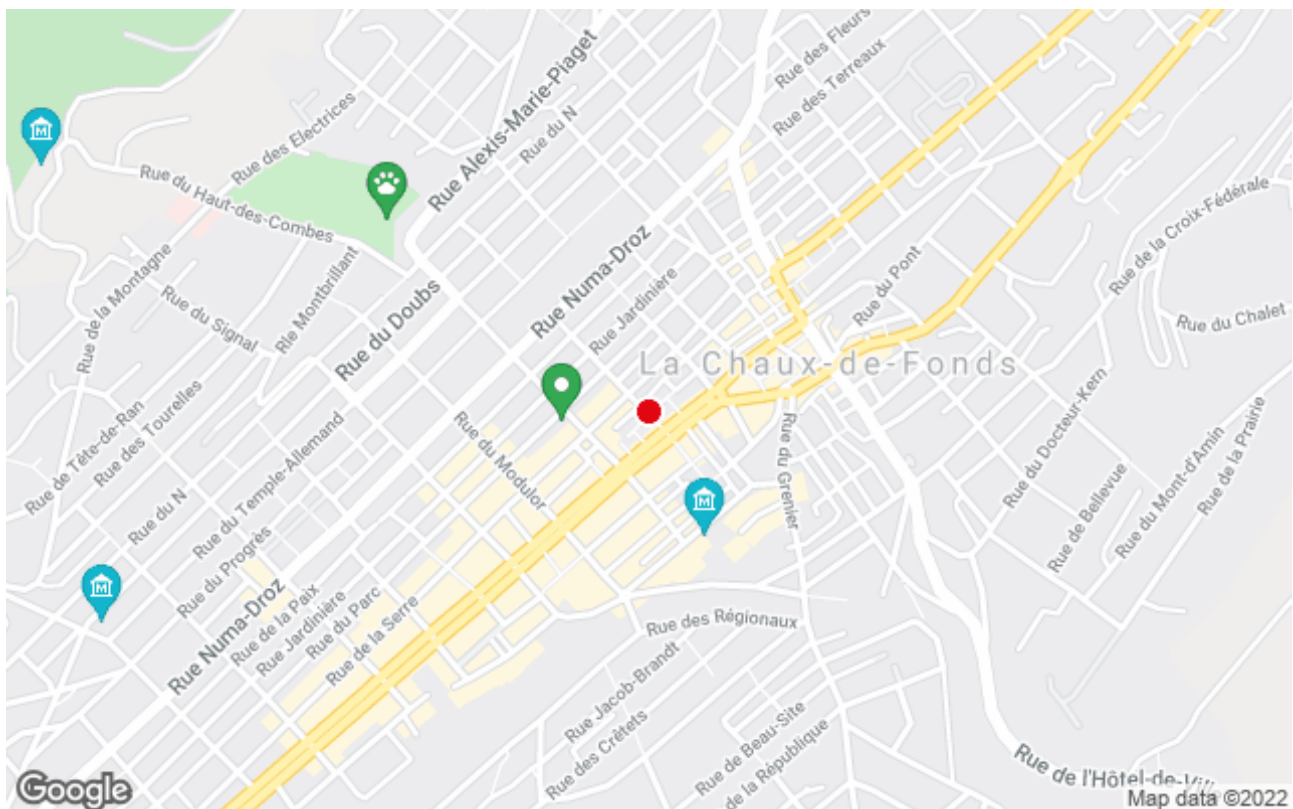 Rue des Fleurs
Rue des Terreaux
Rue Alexis-Marie-Piaget
Rue du N
Rue des Electrices
Rue du Haut-des-Combes
Rue de la Croix-Fédérale
Rue Numa-Droz
Rue Jardinière
Rue du Pont
Rue de la Montagne
Rue du Signal
Rle Montbrillant
Rue du Doubs
Rue du Chalet
La Chaux-de-Fonds
Rue de Tête-de-Ran
Rue des Tourelles
Rue du N
Rue du Temple-Allemand
Rue du Progrès
Rue du Modulor
Rue du Grenier
Rue du Docteur-Kern
Rue de Bellevue
Rue du Mont-d'Amin
Rue de la Prairie
Rue Numa-Droz
Rue de la Paix
Rue Jardinière
Rue du Parc
Rue de la Serre
Rue des Régionaux
Rue Jacob-Brandt
Rue des Crêtets
Rue de Beau-Site
de la République
Rue de l'Hôtel-de-Ville
Google
Map data ©2022